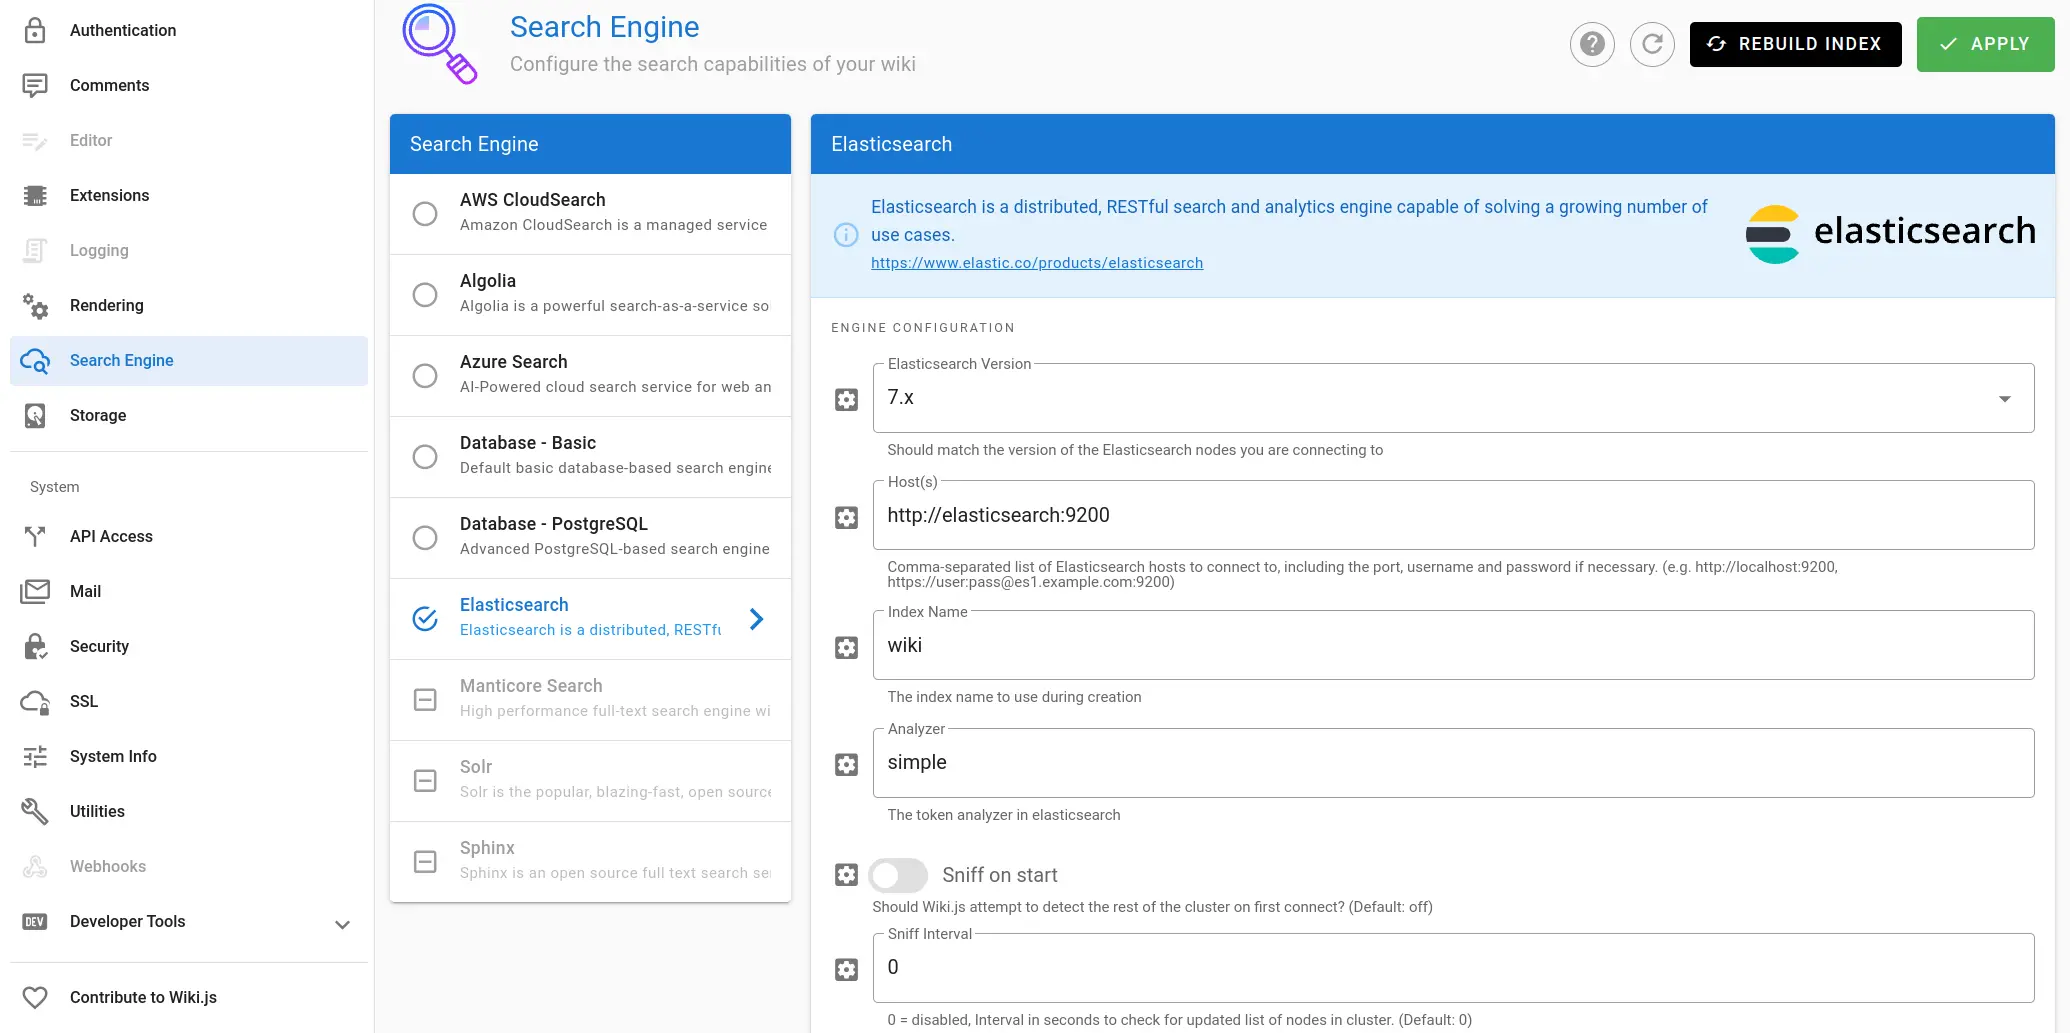 Authentication
Comments
Editor
Extensions
Logging
Rendering
Search Engine
Storage
System
API Access
Mail
Security
SSL
System Info
Utilities
Webhooks
DEV Developer Tools
Contribute to Wiki.js
Search Engine
Configure the search capabilities of your wiki
? REBUILD INDEX APPLY
Search Engine
AWS CloudSearch
Amazon CloudSearch is a managed service
Algolia
Algolia is a powerful search-as-a-service so
Azure Search
AI-Powered cloud search service for web an
Database - Basic
Default basic database-based search engine
Database - PostgreSQL
Advanced PostgreSQL-based search engine
Elasticsearch
Elasticsearch is a distributed, RESTfu
Manticore Search
High performance full-text search engine wi
Solr
Solr is the popular, blazing-fast, open source
Sphinx
Sphinx is an open source full text search se
Elasticsearch
Elasticsearch is a distributed, RESTful search and analytics engine capable of solving a growing number of
use cases.
https://www.elastic.co/products/elasticsearch
elasticsearch
ENGINE CONFIGURATION
Elasticsearch Version
7.x
Should match the version of the Elasticsearch nodes you are connecting to
Host(s)
http://elasticsearch:9200
Comma-separated list of Elasticsearch hosts to connect to, including the port, username and password if necessary. (e.g. http://localhost:9200,
https://user:pass@es1.example.com:9200)
Index Name
wiki
The index name to use during creation
Analyzer
simple
The token analyzer in elasticsearch
Sniff on start
Should Wiki.js attempt to detect the rest of the cluster on first connect? (Default: off)
Sniff Interval
0
0 = disabled, Interval in seconds to check for updated list of nodes in cluster. (Default: 0)